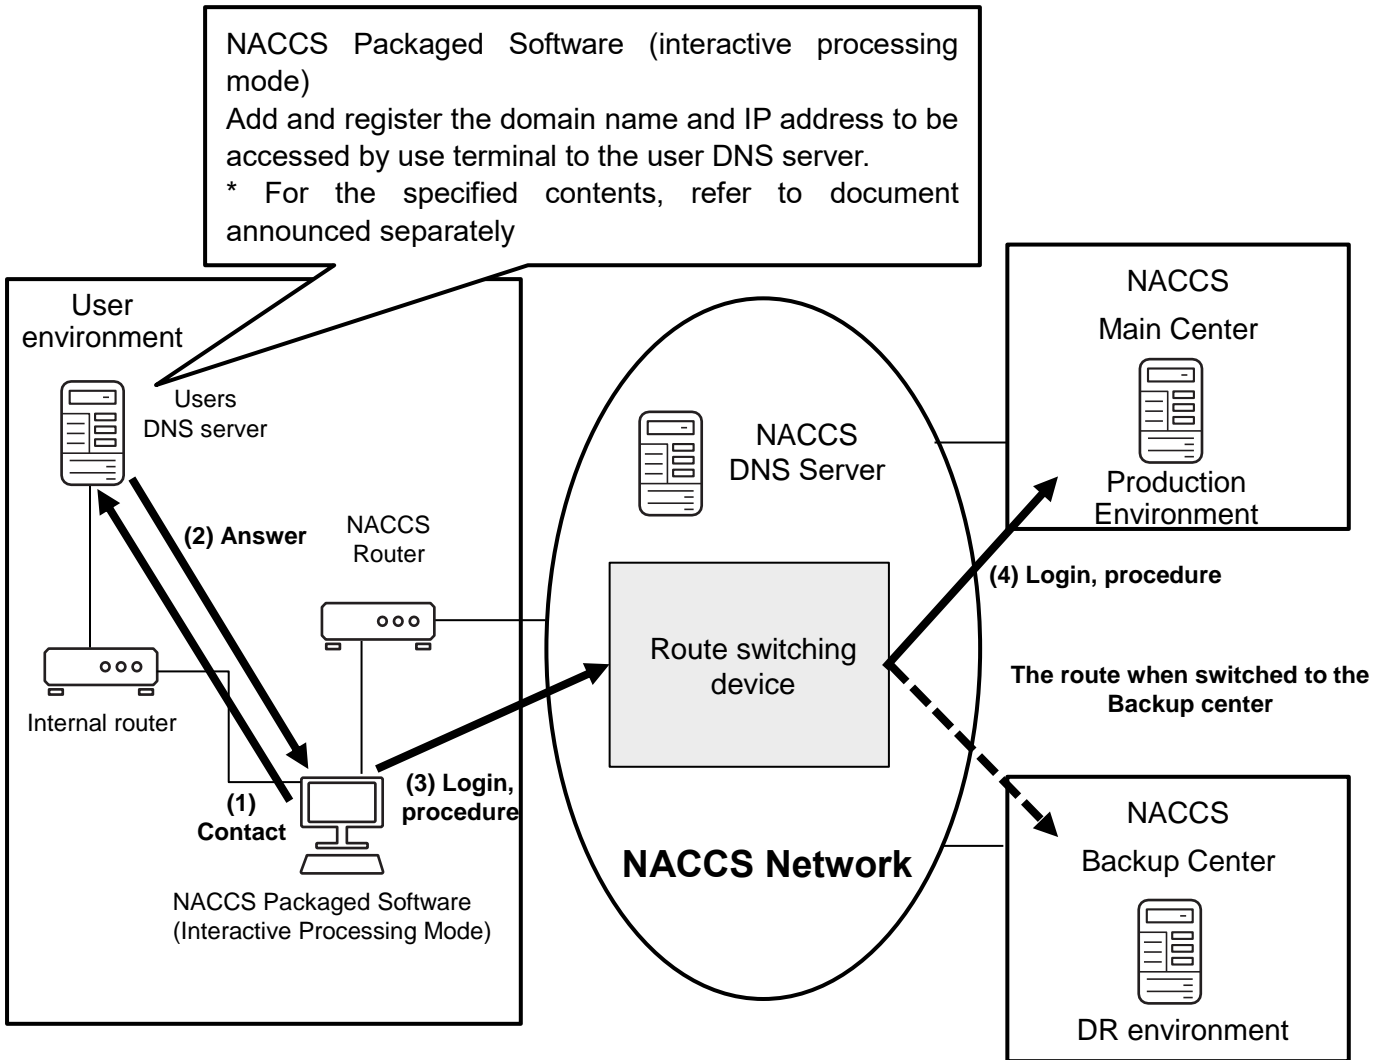 NACCS Packaged Software (interactive processing
mode)
Add and register the domain name and IP address to be
accessed by use terminal to the user DNS server.
* For the specified contents, refer to document
announced separately
User
environment
Users
DNS server
(2) Answer
NACCS
Router
Internal router
(1)
Contact
(3) Login,
procedure
NACCS Packaged Software
(Interactive Processing Mode)
NACCS
DNS Server
Route switching
device
NACCS Network
NACCS
Main Center
Production
Environment
(4) Login, procedure
The route when switched to the
Backup center
NACCS
Backup Center
DR environment